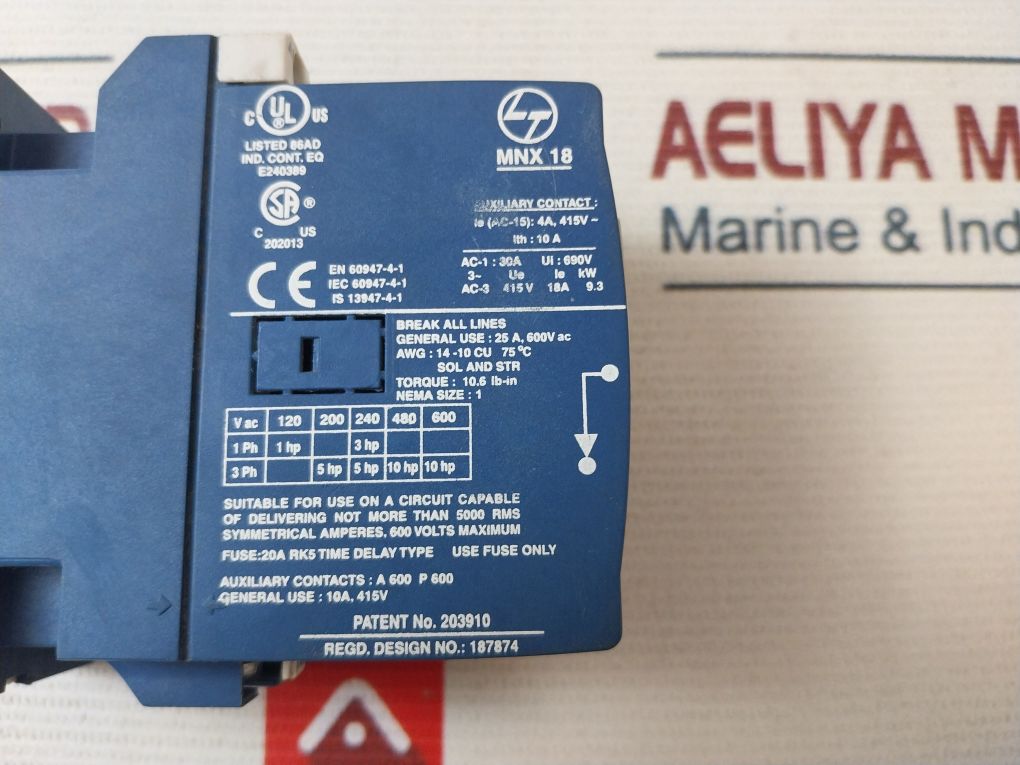 C UL ® US
LISTED 86AD
IND. CONT. EQ
E240389
SA ®
C US
202013
CE
EN 60947-4-1
IEC 60947-4-1
IS 13947-4-1
LT
MNX 18
AUXILIARY CONTACT :
Ie (AC-15): 4A, 415V ~
Ith : 10 A
AC-1 : 30A Ui : 690V
3~ Ue Ie kW
AC-3 415 V 18A 9.3
BREAK ALL LINES
GENERAL USE : 25 A, 600V ac
AWG : 14 -10 CU 75 °C
SOL AND STR
TORQUE : 10.6 lb-in
NEMA SIZE : 1
V ac 120 200 240 480 600
1 Ph 1 hp 3 hp
3 Ph 5 hp 5 hp 10 hp 10 hp
SUITABLE FOR USE ON A CIRCUIT CAPABLE
OF DELIVERING NOT MORE THAN 5000 RMS
SYMMETRICAL AMPERES, 600 VOLTS MAXIMUM
FUSE:20A RK5 TIME DELAY TYPE USE FUSE ONLY
AUXILIARY CONTACTS : A 600 P 600
GENERAL USE : 10A, 415V
PATENT No. 203910
REGD. DESIGN NO.: 187874
AELIYA M
Marine & Ind